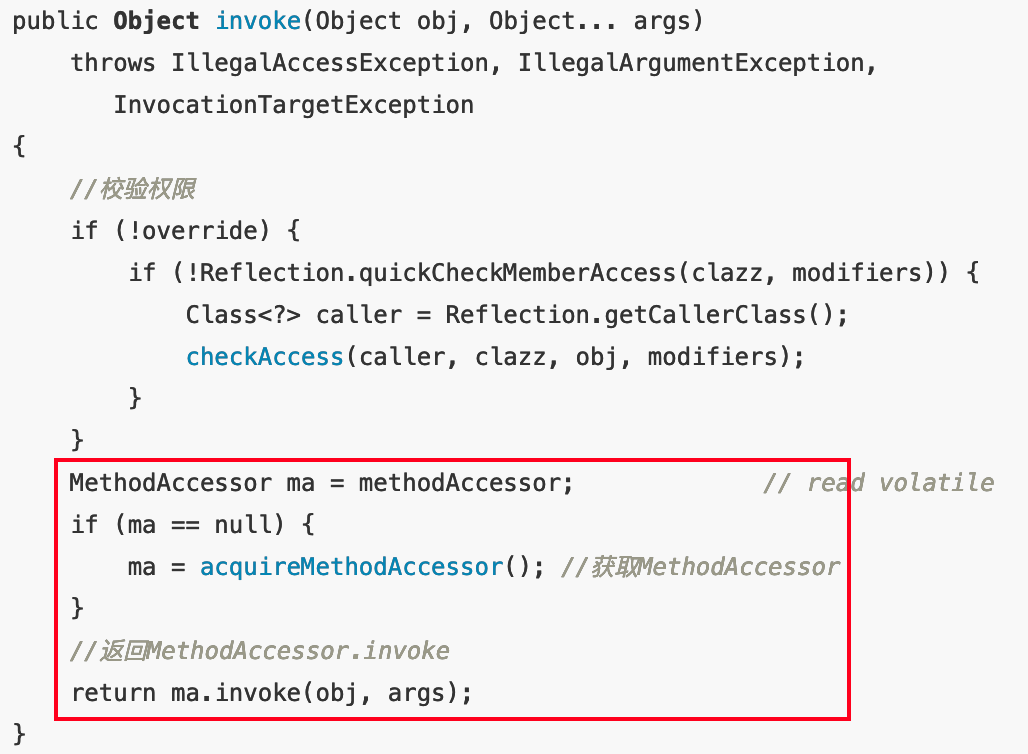 public Object invoke(Object obj, Object... args)
    throws IllegalAccessException, IllegalArgumentException,
       InvocationTargetException
{
    //校验权限
    if (!override) {
        if (!Reflection.quickCheckMemberAccess(clazz, modifiers)) {
            Class<?> caller = Reflection.getCallerClass();
            checkAccess(caller, clazz, obj, modifiers);
        }
    }
    MethodAccessor ma = methodAccessor;             // read volatile
    if (ma == null) {
        ma = acquireMethodAccessor(); //获取MethodAccessor
    }
    //返回MethodAccessor.invoke
    return ma.invoke(obj, args);
}